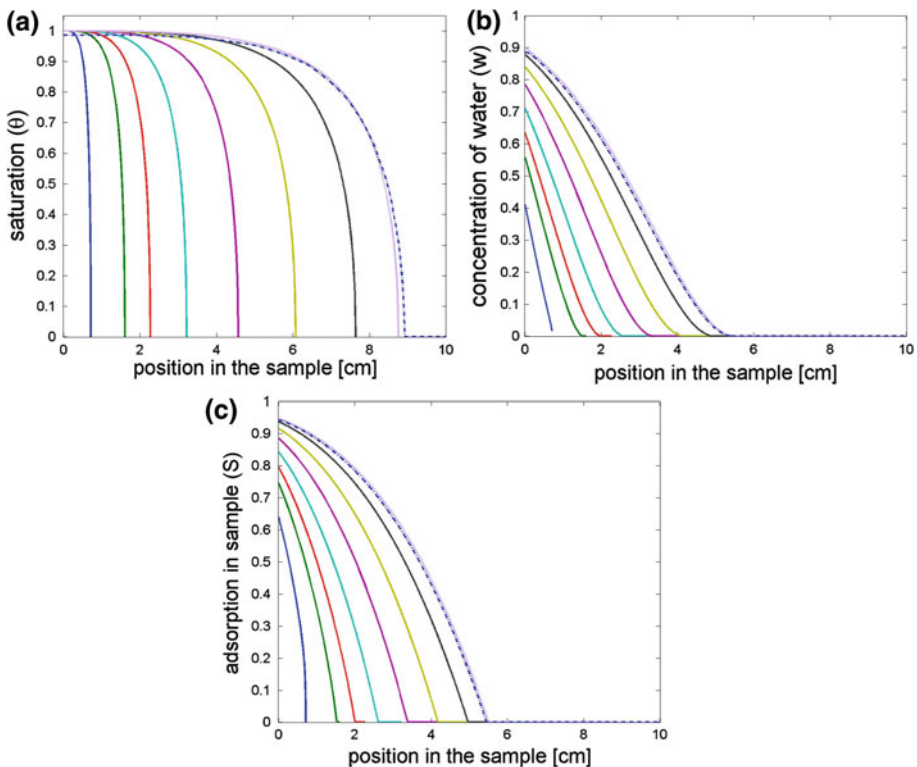 (a)
saturation (θ)
1
0.9
0.8
0.7
0.6
0.5
0.4
0.3
0.2
0.1
0
0 2 4 6 8 10
position in the sample [cm]
(b)
concentration of water (w)
1
0.9
0.8
0.7
0.6
0.5
0.4
0.3
0.2
0.1
0
0 2 4 6 8 10
position in the sample [cm]
(c)
adsorption in sample (S)
1
0.9
0.8
0.7
0.6
0.5
0.4
0.3
0.2
0.1
0
0 2 4 6 8 10
position in the sample [cm]